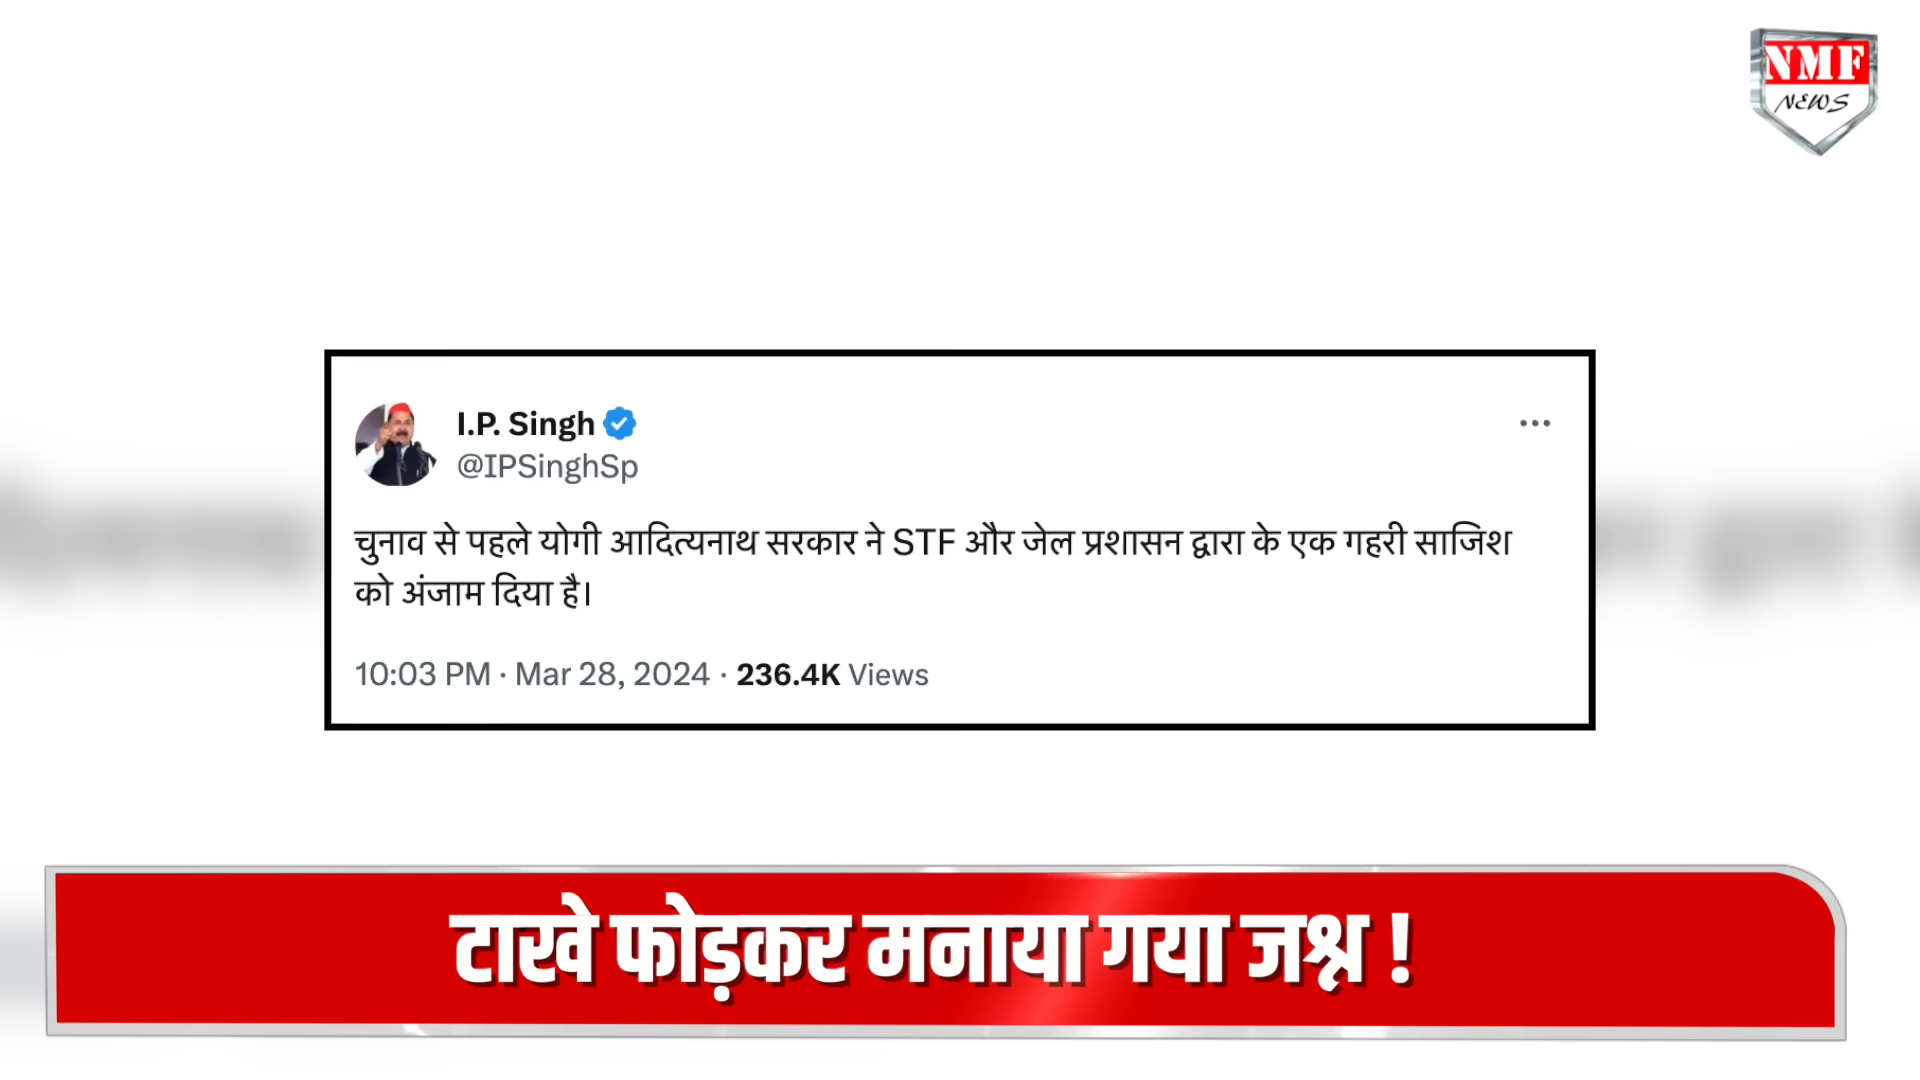 NMF
NEWS
I.P. Singh
@IPSinghSp
चुनाव से पहले योगी आदित्यनाथ सरकार ने STF और जेल प्रशासन द्वारा के एक गहरी साजिश
को अंजाम दिया है।
10:03 PM · Mar 28, 2024 · 236.4K Views
टाखे फोड़कर मनाया गया जश्न !